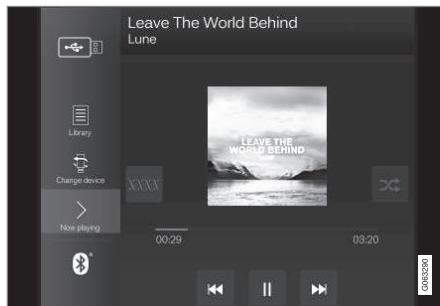 Leave The World Behind
Lune
Library
Change device
Now playing
LEAVE THE
WORLD BEHIND
LUNE
XXXX
00:29
03:20
G063290